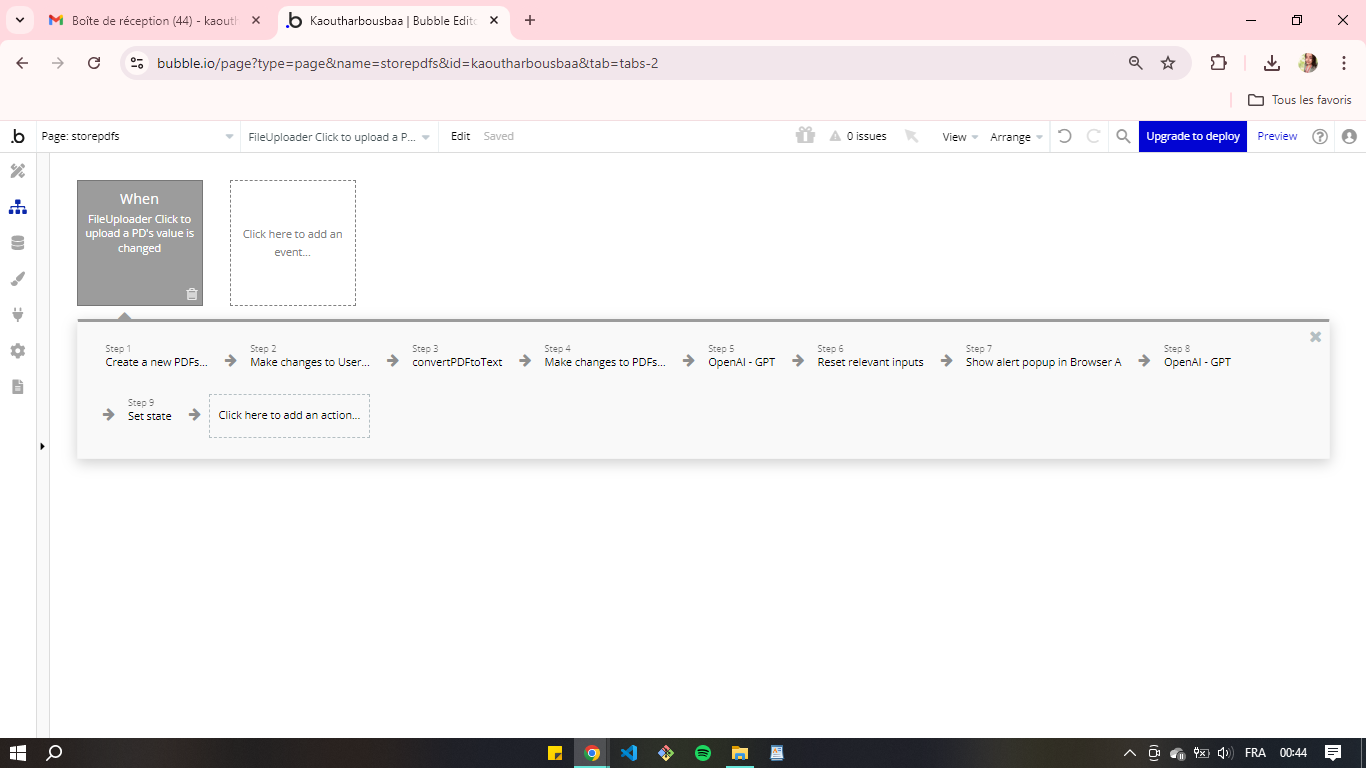 Boîte de réception (44) - kaouth
Kaoutharbousbaa | Bubble Edito
bubble.io/page?type=page&name=storepdfs&id=kaoutharbousbaa&tab=tabs-2
Tous les favoris
.b
Page: storepdfs
FileUploader Click to upload a P...
Edit
Saved
0 issues
View
Arrange
Upgrade to deploy
Preview
When
FileUploader Click to
upload a PD's value is
changed
Click here to add an
event...
Step 1
Create a new PDFs...
Step 2
Make changes to User...
Step 3
convertPDFtoText
Step 4
Make changes to PDFs...
Step 5
OpenAI - GPT
Step 6
Reset relevant inputs
Step 7
Show alert popup in Browser A
Step 8
OpenAI - GPT
Step 9
Set state
Click here to add an action...
FRA
00:44